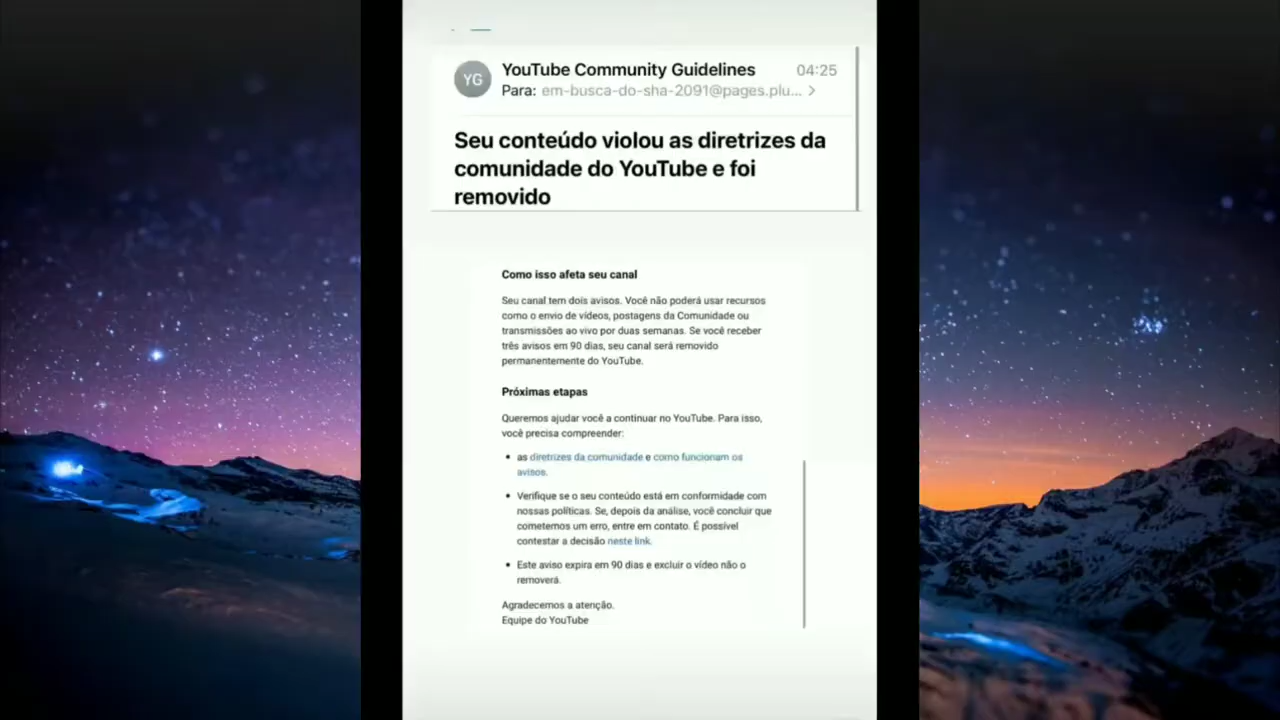 YG
YouTube Community Guidelines
04:25
Para: em-busca-do-sha-2091@pages.plu...
Seu conteúdo violou as diretrizes da
comunidade do YouTube e foi
removido
Como isso afeta seu canal
Seu canal tem dois avisos. Você não poderá usar recursos
como o envio de vídeos, postagens da Comunidade ou
transmissões ao vivo por duas semanas. Se você receber
três avisos em 90 dias, seu canal será removido
permanentemente do YouTube.
Próximas etapas
Queremos ajudar você a continuar no YouTube. Para isso,
você precisa compreender:
• as diretrizes da comunidade e como funcionam os
avisos.
• Verifique se o seu conteúdo está em conformidade com
nossas políticas. Se, depois da análise, você concluir que
cometemos um erro, entre em contato. É possível
contestar a decisão neste link.
• Este aviso expira em 90 dias e excluir o vídeo não o
removerá.
Agradecemos a atenção.
Equipe do YouTube